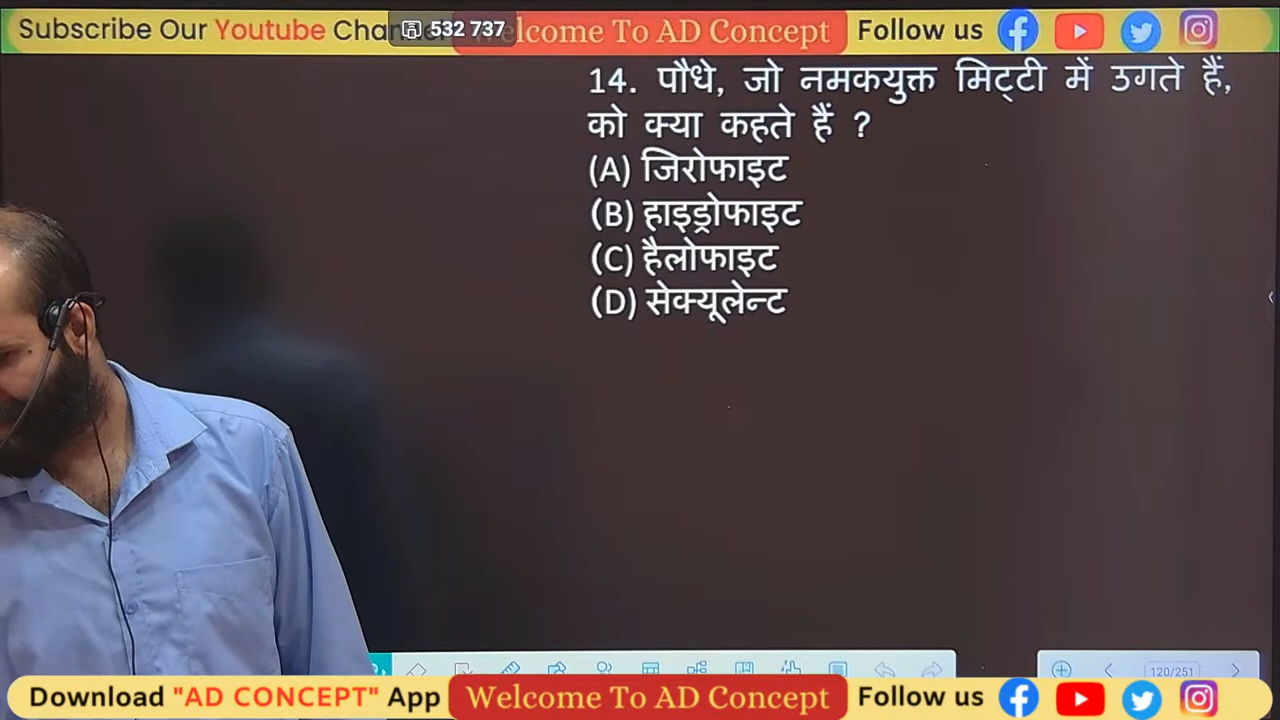 Subscribe Our Youtube Cha
532 737
lcome To AD Concept
Follow us
14. पौधे, जो नमकयुक्त मिट्टी में उगते हैं,
को क्या कहते हैं ?
(A) जिरोफाइट
(B) हाइड्रोफाइट
(C) हैलोफाइट
(D) सेक्यूलेन्ट
120/251
Download "AD CONCEPT" App
Welcome To AD Concept
Follow us